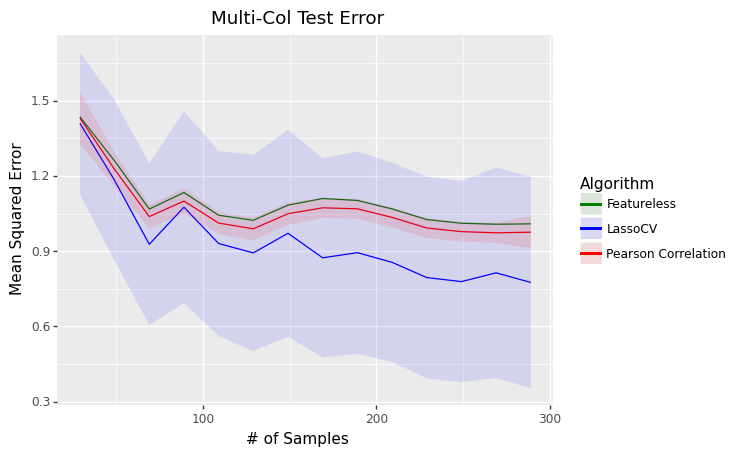 Multi-Col Test Error
Mean Squared Error
1.5
1.2
0.9
0.6
0.3
100
200
300
# of Samples
Algorithm
Featureless
LassoCV
Pearson Correlation